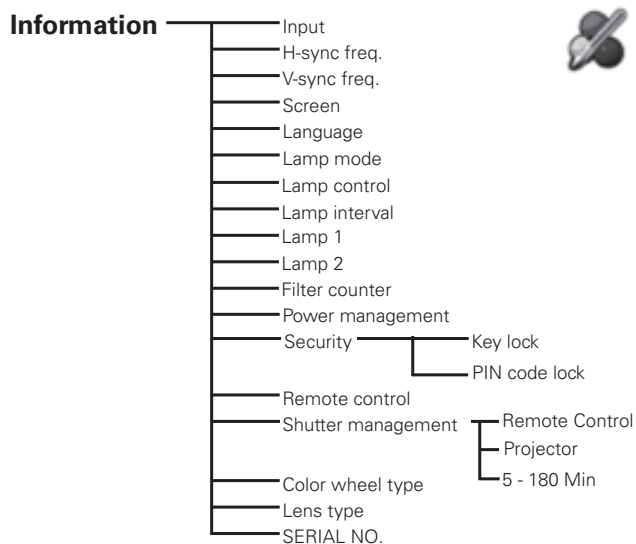 Information
Input
H-sync freq.
V-sync freq.
Screen
Language
Lamp mode
Lamp control
Lamp interval
Lamp 1
Lamp 2
Filter counter
Power management
Security
Key lock
PIN code lock
Remote control
Shutter management
Remote Control
Projector
5 - 180 Min
Color wheel type
Lens type
SERIAL NO.